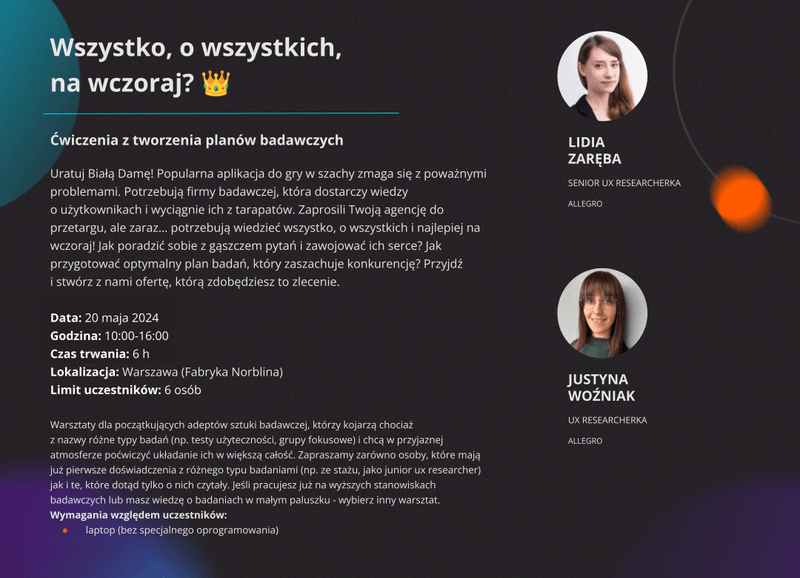 Wszystko, o wszystkich,
na wczoraj? 👑
Ćwiczenia z tworzenia planów badawczych
Uratuj Białą Damę! Popularna aplikacja do gry w szachy zmaga się z poważnymi
problemami. Potrzebują firmy badawczej, która dostarczy wiedzy
o użytkownikach i wyciągnie ich z tarapatów. Zaprosili Twoją agencję do
przetargu, ale zaraz... potrzebują wiedzieć wszystko, o wszystkich i najlepiej na
wczoraj! Jak poradzić sobie z gąszczem pytań i zawojować ich serce? Jak
przygotować optymalny plan badań, który zaszachuje konkurencję? Przyjdź
i stwórz z nami ofertę, którą zdobędziesz to zlecenie.
Data: 20 maja 2024
Godzina: 10:00-16:00
Czas trwania: 6 h
Lokalizacja: Warszawa (Fabryka Norblina)
Limit uczestników: 6 osób
Warsztaty dla początkujących adeptów sztuki badawczej, którzy kojarzą chociaż
z nazwy różne typy badań (np. testy użyteczności, grupy fokusowe) i chcą w przyjaznej
atmosferze poćwiczyć układanie ich w większą całość. Zapraszamy zarówno osoby, które mają
już pierwsze doświadczenia z różnego typu badaniami (np. ze stażu, jako junior ux researcher)
jak i te, które dotąd tylko o nich czytały. Jeśli pracujesz już na wyższych stanowiskach
badawczych lub masz wiedzę o badaniach w małym paluszku - wybierz inny warsztat.
Wymagania względem uczestników:
• laptop (bez specjalnego oprogramowania)
LIDIA
ZARĘBA
SENIOR UX RESEARCHERKA
ALLEGRO
JUSTYNA
WOŹNIAK
UX RESEARCHERKA
ALLEGRO